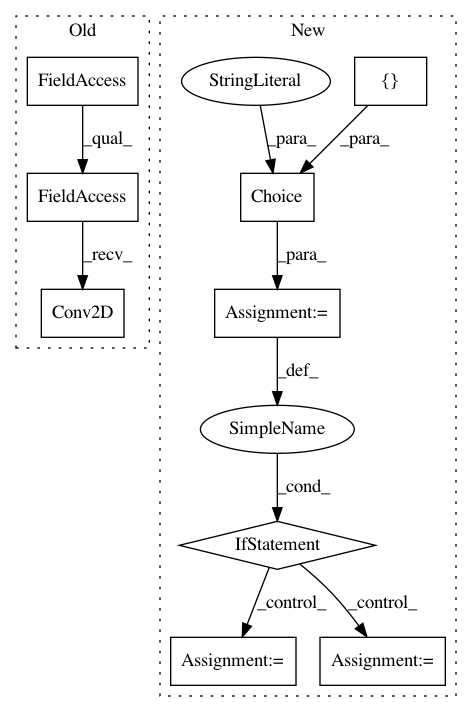 Old
New
FieldAccess
StringLiteral
{}
_qual_
_para_
_para_
FieldAccess
Choice
_recv_
_para_
Conv2D
Assignment:=
_def_
SimpleName
_cond_
IfStatement
_control_
_control_
Assignment:=
Assignment:=